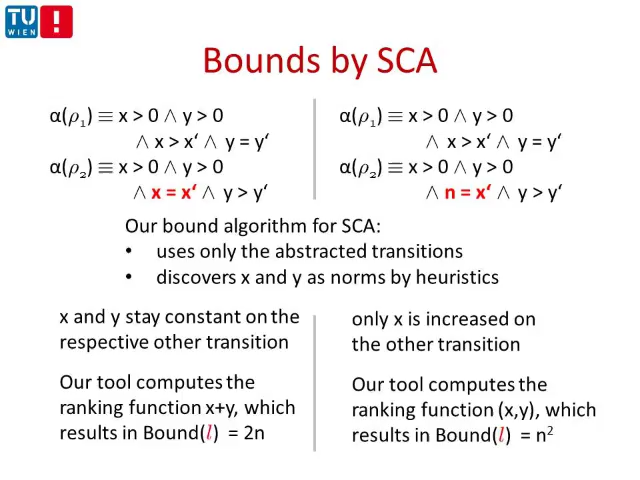 TU
WIEN
!
Bounds by SCA
α(ρ₁) ≡ x > 0 ∧ y > 0
∧ x > x‘ ∧ y = y‘
α(ρ₂) ≡ x > 0 ∧ y > 0
∧ x = x‘ ∧ y > y‘
α(ρ₁) ≡ x > 0 ∧ y > 0
∧ x > x‘ ∧ y = y‘
α(ρ₂) ≡ x > 0 ∧ y > 0
∧ n = x‘ ∧ y > y‘
Our bound algorithm for SCA:
• uses only the abstracted transitions
• discovers x and y as norms by heuristics
x and y stay constant on the
respective other transition
Our tool computes the
ranking function x+y, which
results in Bound(l) = 2n
only x is increased on
the other transition
Our tool computes the
ranking function (x,y), which
results in Bound(l) = n²